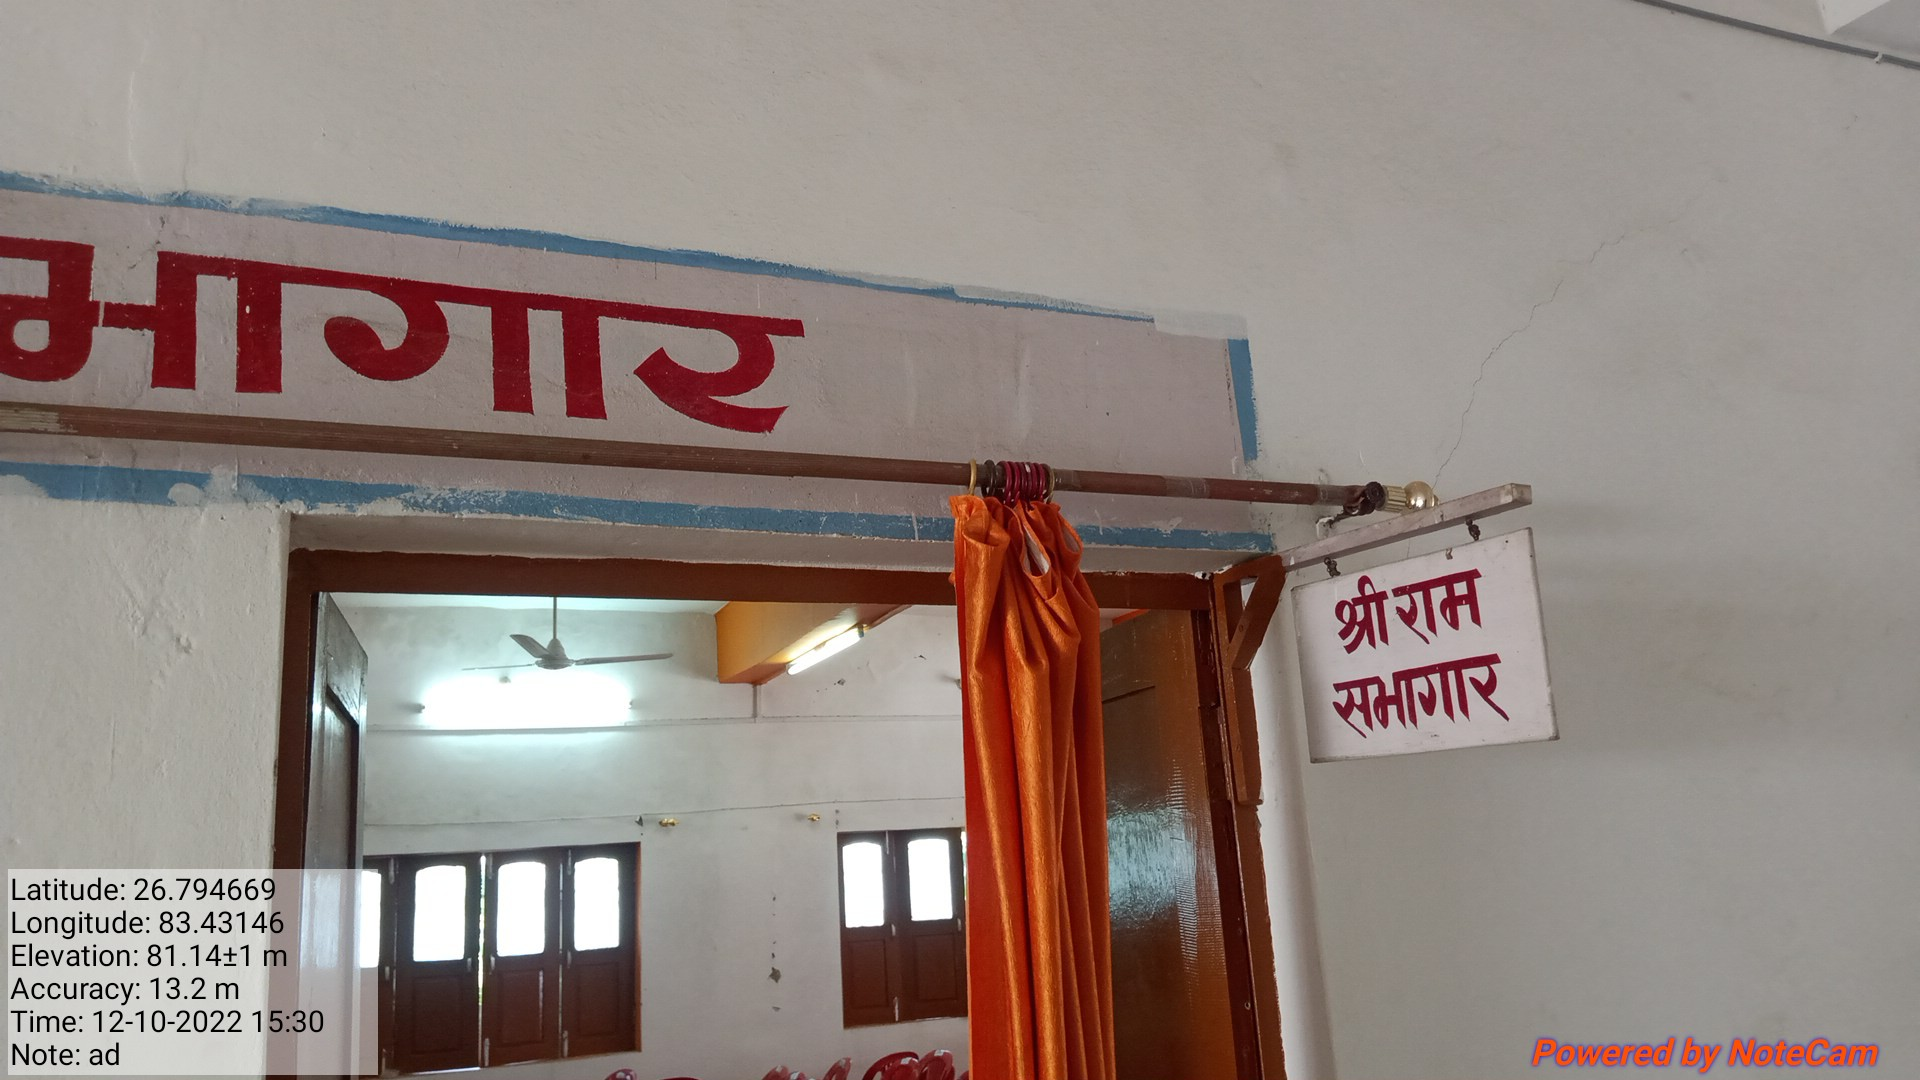 भागार
श्री राम
सभागार
Latitude: 26.794669
Longitude: 83.43146
Elevation: 81.14±1 m
Accuracy: 13.2 m
Time: 12-10-2022 15:30
Note: ad
Powered by NoteCam